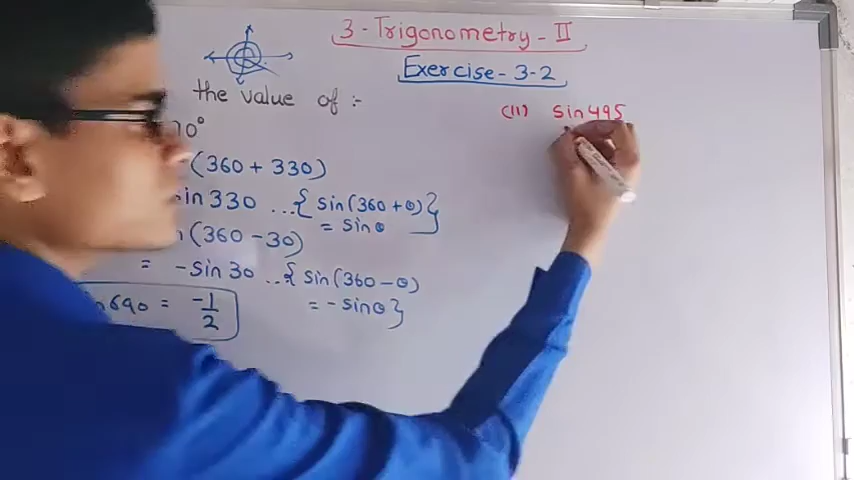 3 - Trigonometry - II
Exercise - 3-2
the value of :-
(11) sin 495
70°
(360 + 330)
in 330 ...{ sin (360 + θ)
= sin θ }
(360 - 30)
= - sin 30 ..{ sin (360 - θ)
= - sin θ }
n 690 = -1/2